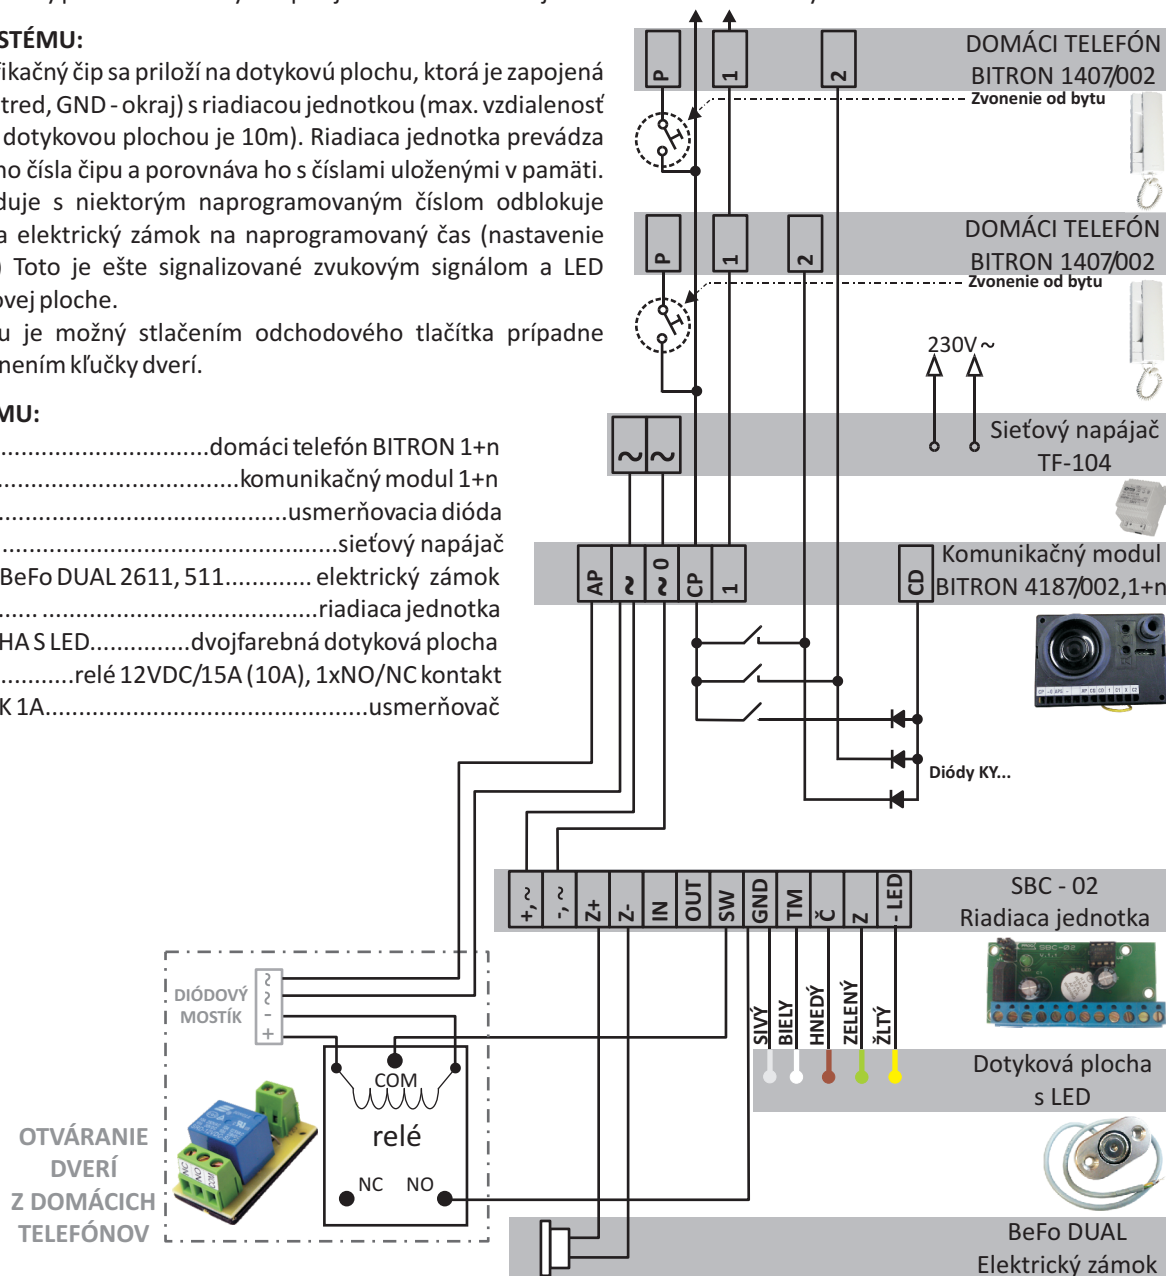 STÉMU:
fikačný čip sa priloží na dotykovú plochu, ktorá je zapojená
tred, GND - okraj) s riadiacou jednotkou (max. vzdialenosť
dotykovou plochou je 10m). Riadiaca jednotka prevádza
no čísla čipu a porovnáva ho s číslami uloženými v pamäti.
duje s niektorým naprogramovaným číslom odblokuje
a elektrický zámok na naprogramovaný čas (nastavenie
) Toto je ešte signalizované zvukovým signálom a LED
ovej ploche.
u je možný stlačením odchodového tlačítka prípadne
nením kľučky dverí.
MU:
................................domáci telefón BITRON 1+n
.....................................komunikačný modul 1+n
............................................usmerňovacia dióda
...................................................sieťový napájač
BeFo DUAL 2611, 511............. elektrický zámok
...... ..........................................riadiaca jednotka
HA S LED...............dvojfarebná dotyková plocha
............relé 12VDC/15A (10A), 1xNO/NC kontakt
K 1A..................................................usmerňovač
P
1
2
DOMÁCI TELEFÓN
BITRON 1407/002
Zvonenie od bytu
P
1
2
DOMÁCI TELEFÓN
BITRON 1407/002
Zvonenie od bytu
230V ~
~ ~
Sieťový napájač
TF-104
AP
~
~ 0
CP
1
CD
Komunikačný modul
BITRON 4187/002,1+n
Diódy KY...
+, ~
-, ~
Z+
Z-
IN
OUT
SW
GND
TM
Č
Z
- LED
SBC - 02
Riadiaca jednotka
SBC-02
SIVÝ
BIELY
HNEDÝ
ZELENÝ
ŽLTÝ
Dotyková plocha
s LED
DIÓDOVÝ
MOSTÍK
~
~
-
+
COM
relé
NC NO
NC
NO
COM
OTVÁRANIE
DVERÍ
Z DOMÁCICH
TELEFÓNOV
BeFo DUAL
Elektrický zámok